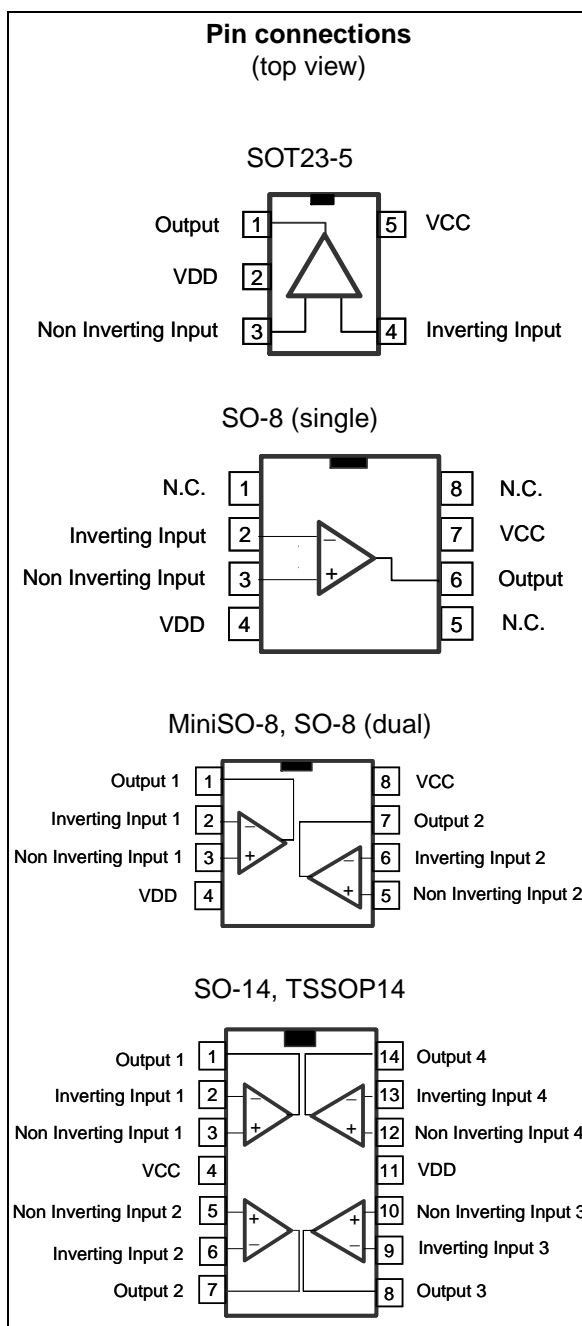 Pin connections
(top view)
SOT23-5
Output 1 5 VCC
VDD 2
Non Inverting Input 3 4 Inverting Input
SO-8 (single)
N.C. 1 8 N.C.
Inverting Input 2 − 7 VCC
Non Inverting Input 3 + 6 Output
VDD 4 5 N.C.
MiniSO-8, SO-8 (dual)
Output 1 1 8 VCC
Inverting Input 1 2 − 7 Output 2
Non Inverting Input 1 3 + − 6 Inverting Input 2
VDD 4 + 5 Non Inverting Input 2
SO-14, TSSOP14
Output 1 1 14 Output 4
Inverting Input 1 2 − − 13 Inverting Input 4
Non Inverting Input 1 3 + + 12 Non Inverting Input 4
VCC 4 11 VDD
Non Inverting Input 2 5 + + 10 Non Inverting Input 3
Inverting Input 2 6 − − 9 Inverting Input 3
Output 2 7 8 Output 3